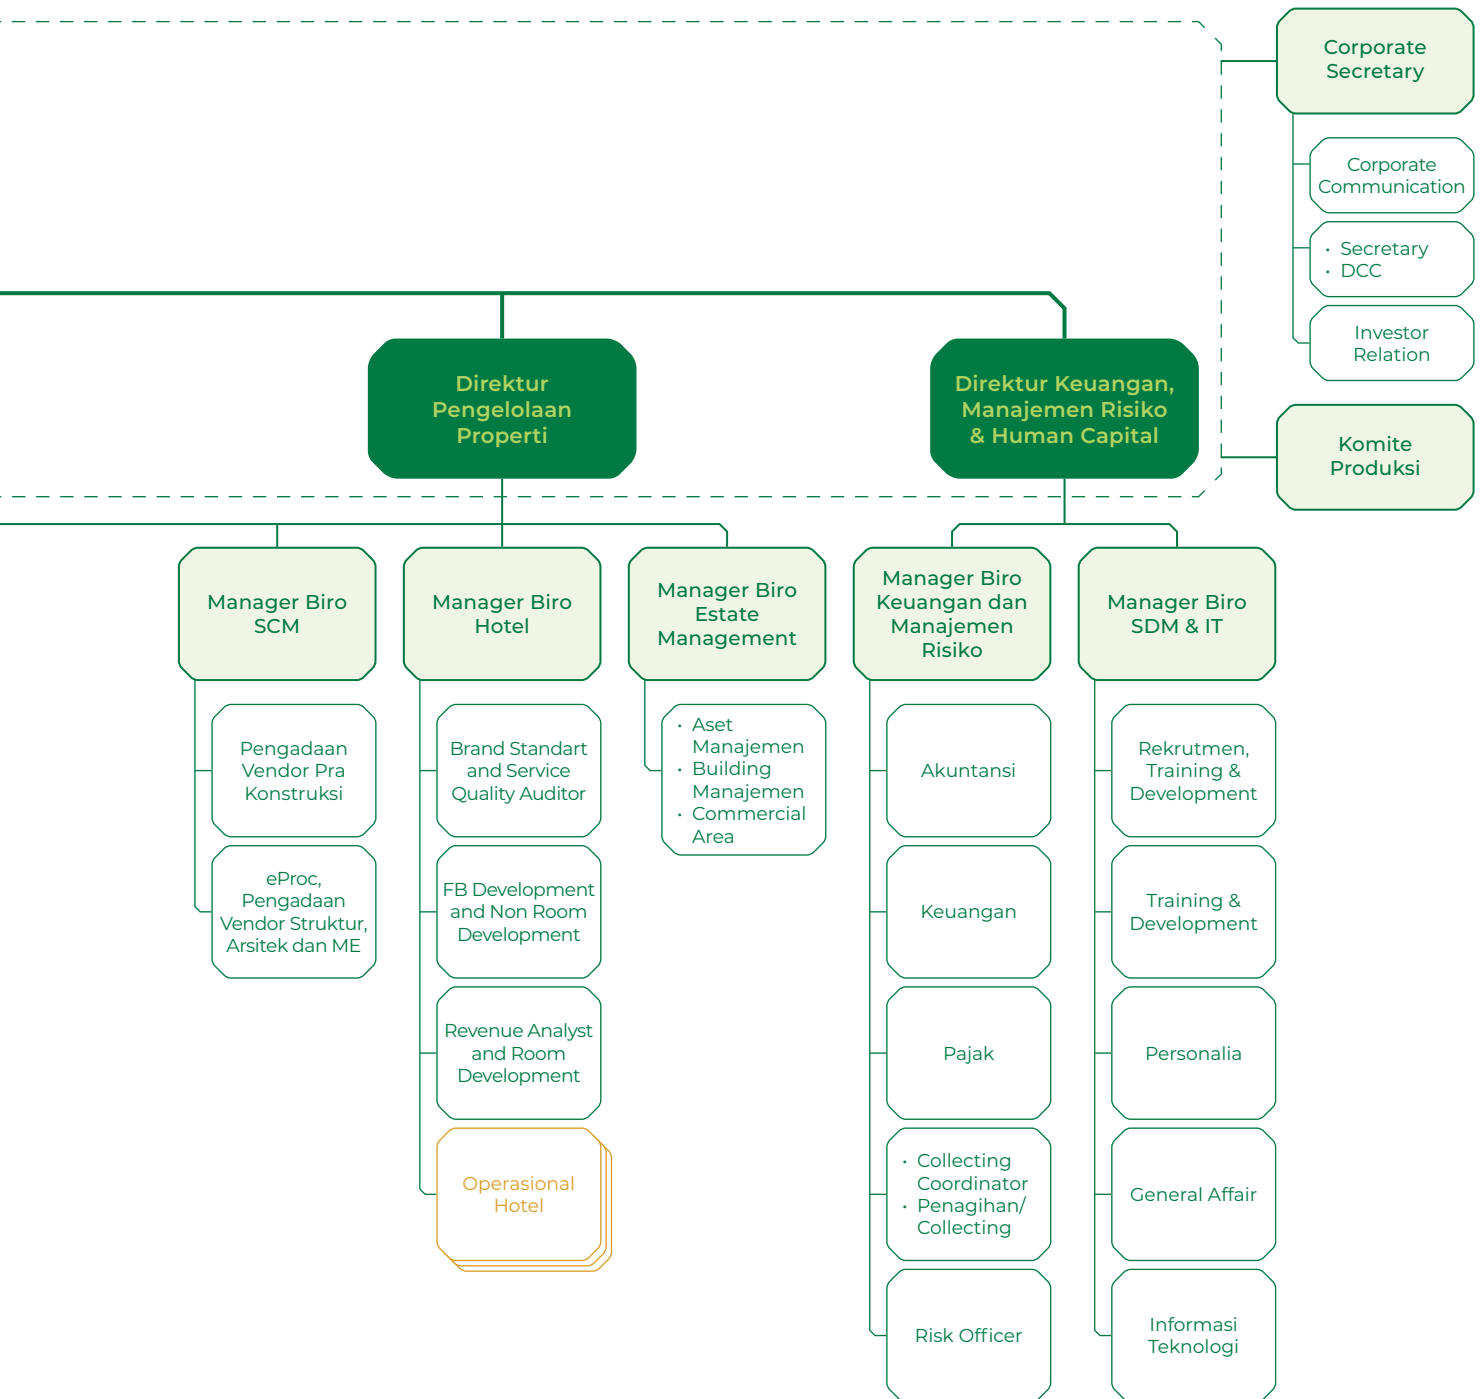 Corporate
Secretary
Corporate
Communication
• Secretary
• DCC
Investor
Relation
Komite
Produksi
Direktur
Pengelolaan
Properti
Direktur Keuangan,
Manajemen Risiko
& Human Capital
Manager Biro
SCM
Pengadaan
Vendor Pra
Konstruksi
eProc,
Pengadaan
Vendor Struktur,
Arsitek dan ME
Manager Biro
Hotel
Brand Standart
and Service
Quality Auditor
FB Development
and Non Room
Development
Revenue Analyst
and Room
Development
Operasional
Hotel
Manager Biro
Estate
Management
• Aset
Manajemen
• Building
Manajemen
• Commercial
Area
Manager Biro
Keuangan dan
Manajemen
Risiko
Akuntansi
Keuangan
Pajak
• Collecting
Coordinator
• Penagihan/
Collecting
Risk Officer
Manager Biro
SDM & IT
Rekrutmen,
Training &
Development
Training &
Development
Personalia
General Affair
Informasi
Teknologi